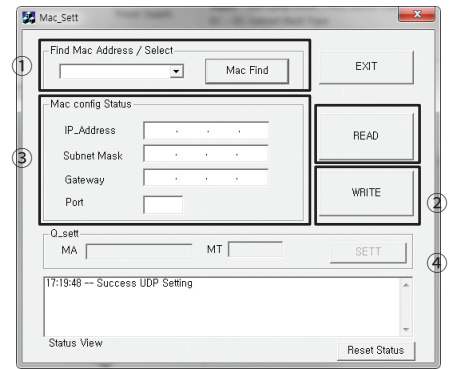 Mac_Sett
Find Mac Address / Select
① Mac Find EXIT
Mac config Status
IP_Address . . . READ
③ Subnet Mask . . .
Gateway . . . WRITE
Port ②
Q_sett
MA MT SETT
④
17:19:48 -- Success UDP Setting
Status View Reset Status